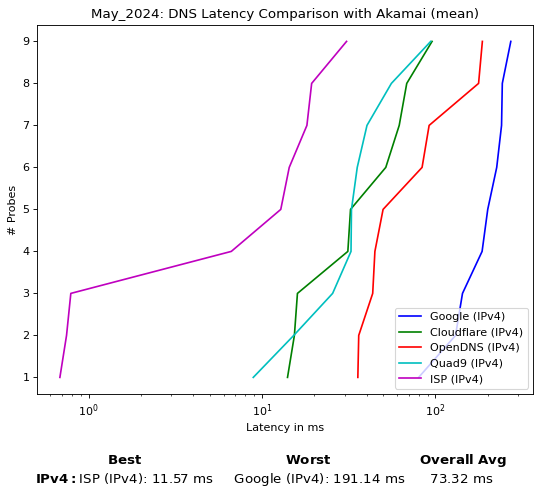 May_2024: DNS Latency Comparison with Akamai (mean)
9
8
7
6
5
4
3
2
1
# Probes
Google (IPv4)
Cloudflare (IPv4)
OpenDNS (IPv4)
Quad9 (IPv4)
ISP (IPv4)
10⁰ 10¹ 10²
Latency in ms
Best Worst Overall Avg
IPv4: ISP (IPv4): 11.57 ms Google (IPv4): 191.14 ms 73.32 ms